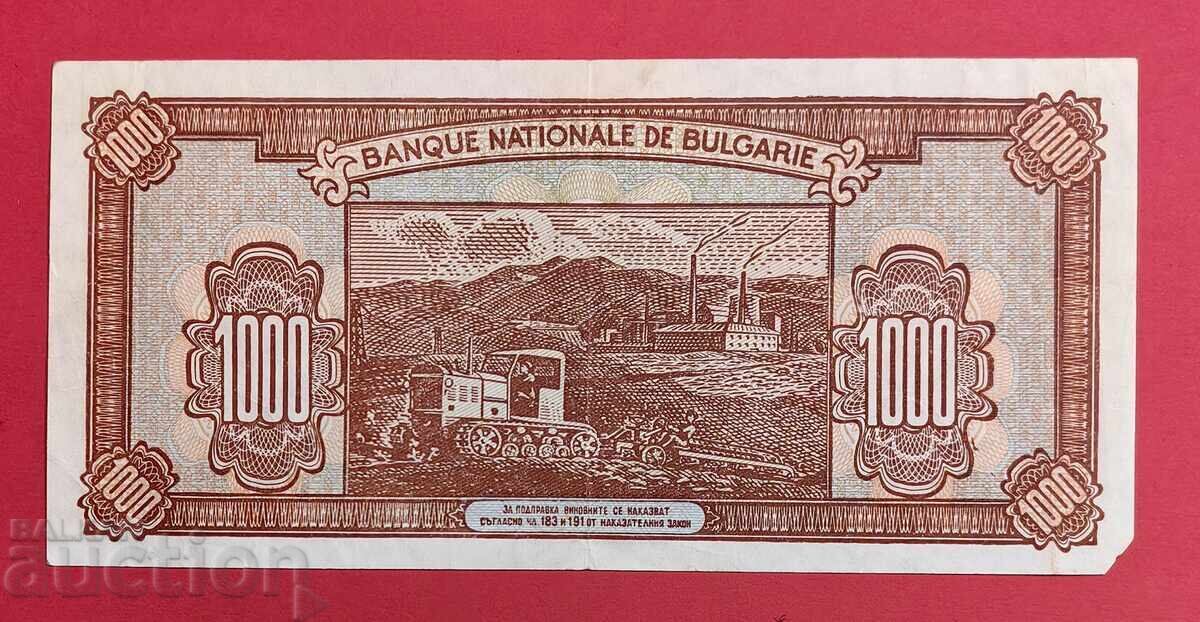 1000 1000
BANQUE NATIONALE DE BULGARIE
1000 1000
1000 1000
ЗА ПОДПРАВКА ВИНОВНИТЕ СЕ НАКАЗВАТ
СЪГЛАСНО ЧЛ 183 И 191 ОТ НАКАЗАТЕЛНИЯ ЗАКОН
BALKAN
auction